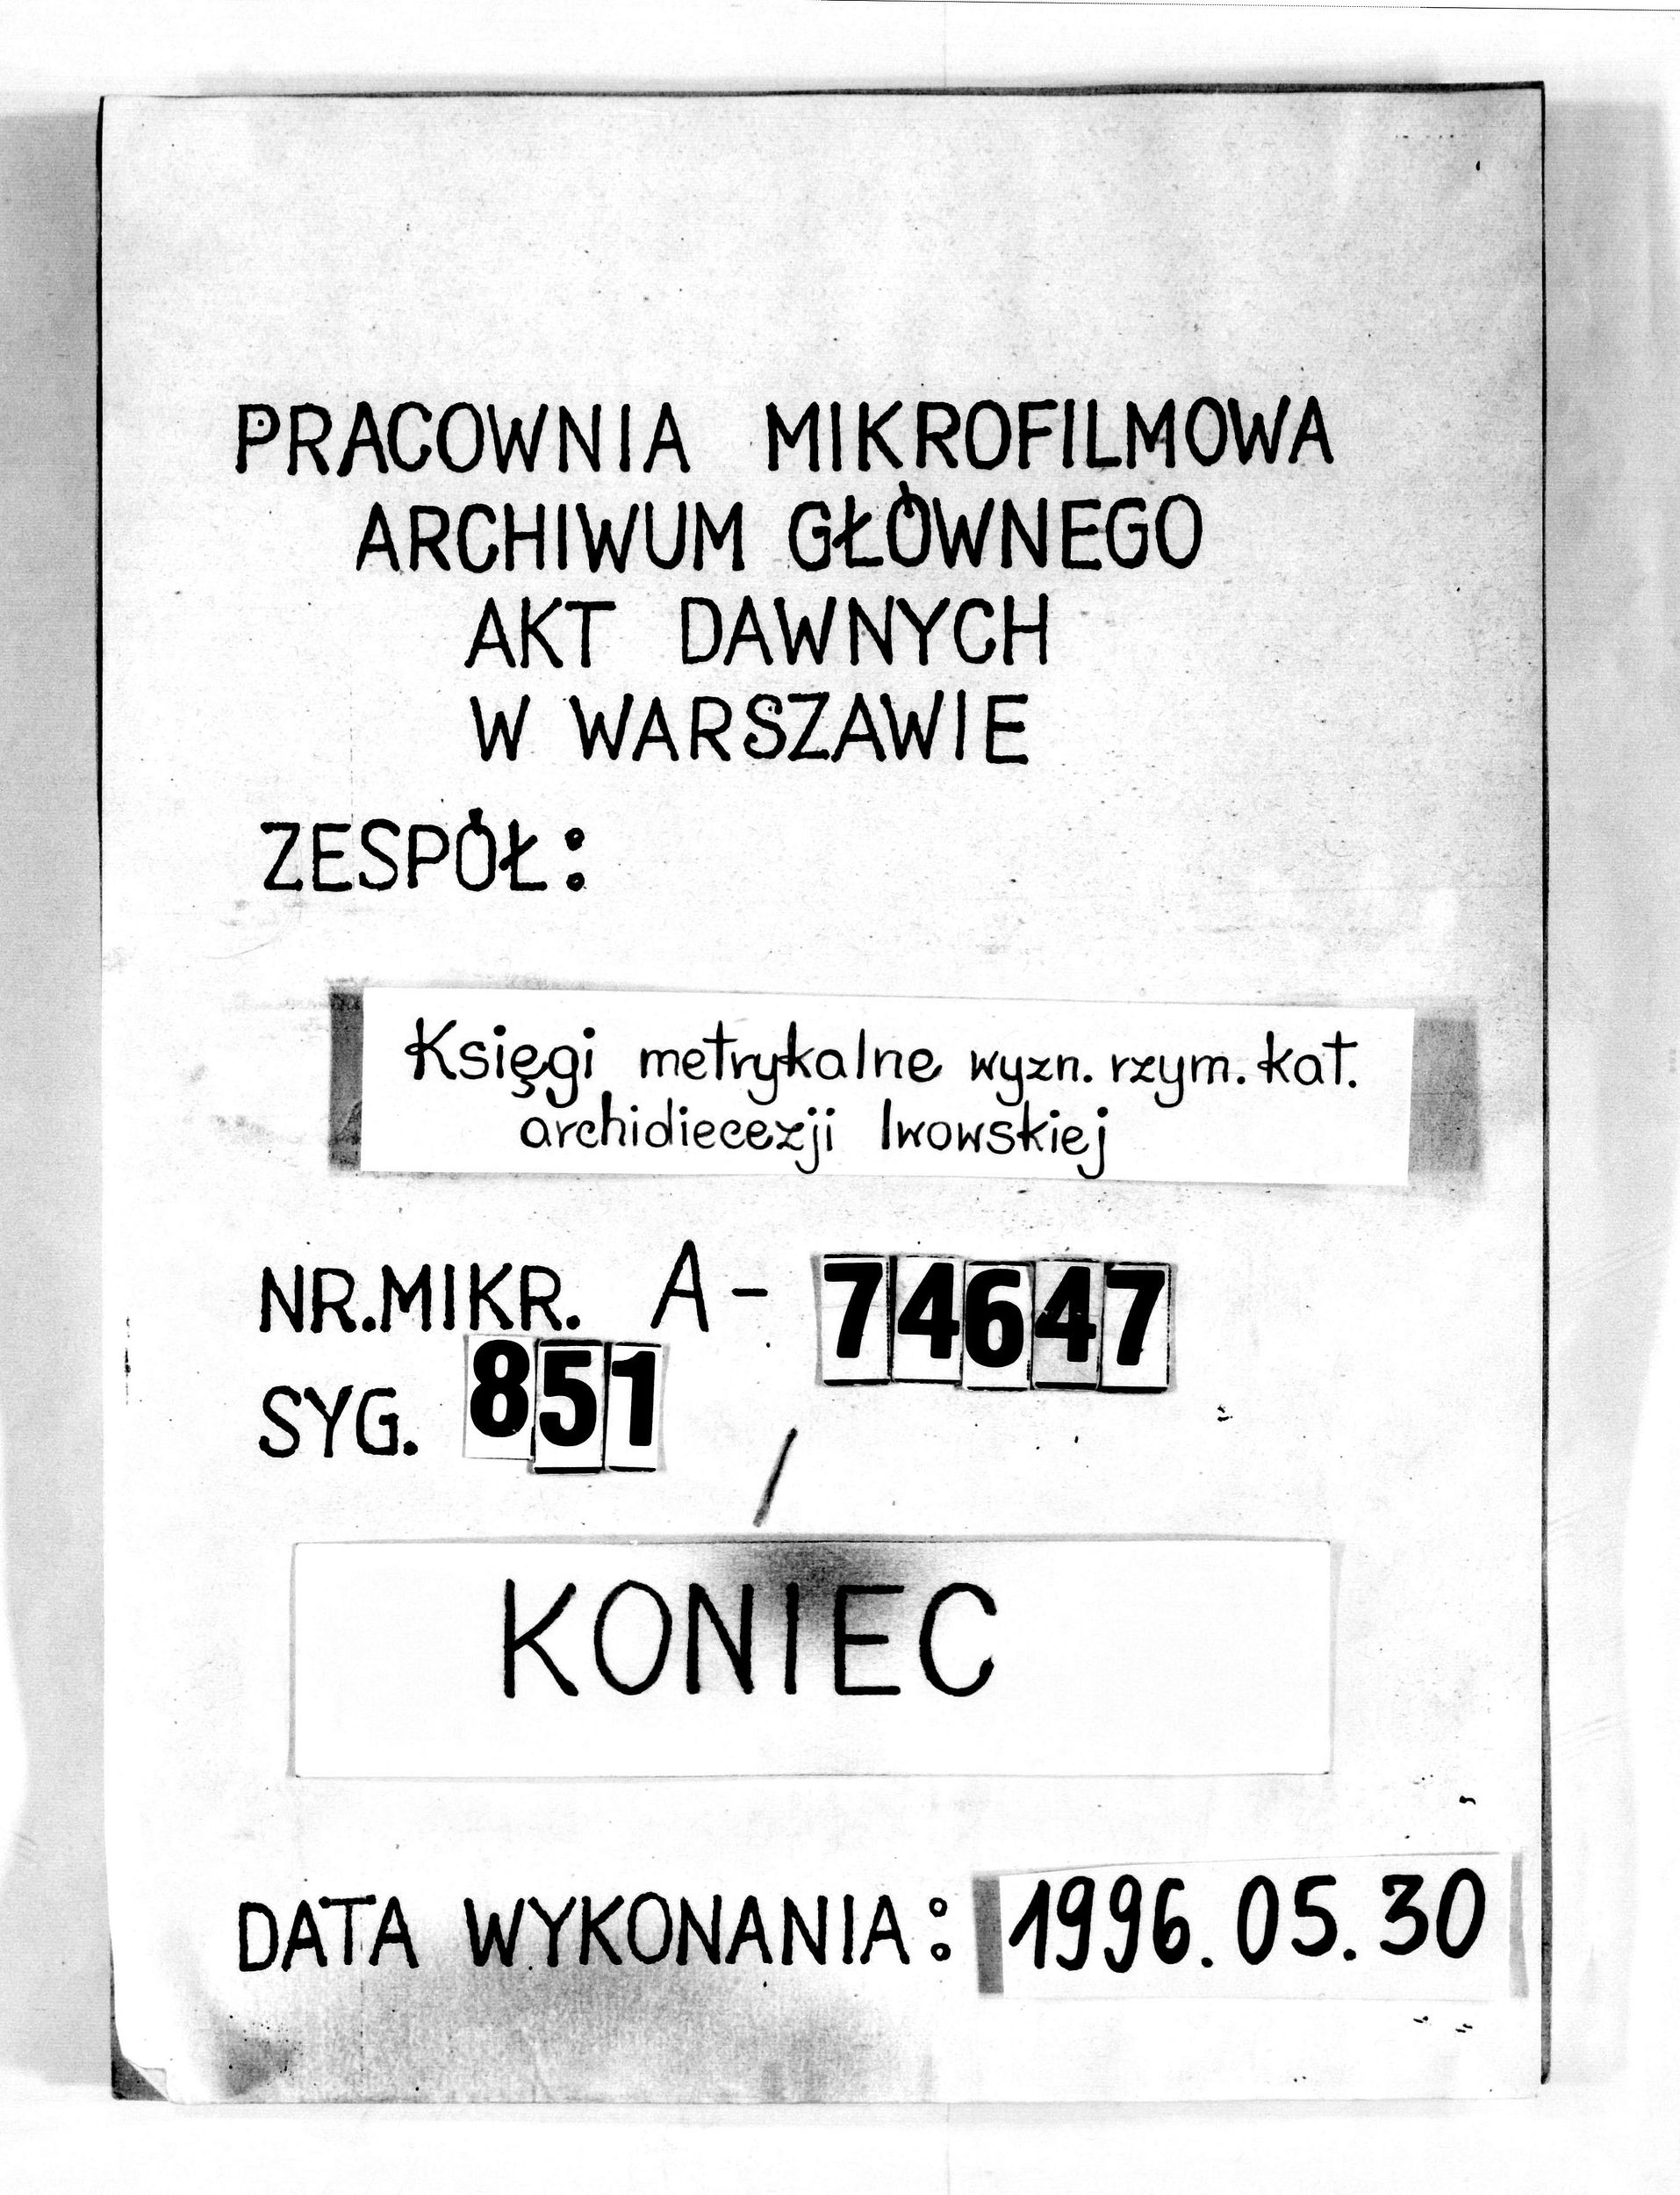 PRACOWNIA MIKROFILMOWA
ARCHIWUM GŁÓWNEGO
AKT DAWNYCH
W WARSZAWIE
ZESPÓŁ:
Księgi metrykalne wyzn. rzym. kat.
archidiecezji lwowskiej
NR.MIKR. A- 74647
SYG. 851
KONIEC
DATA WYKONANIA: 1996.05.30